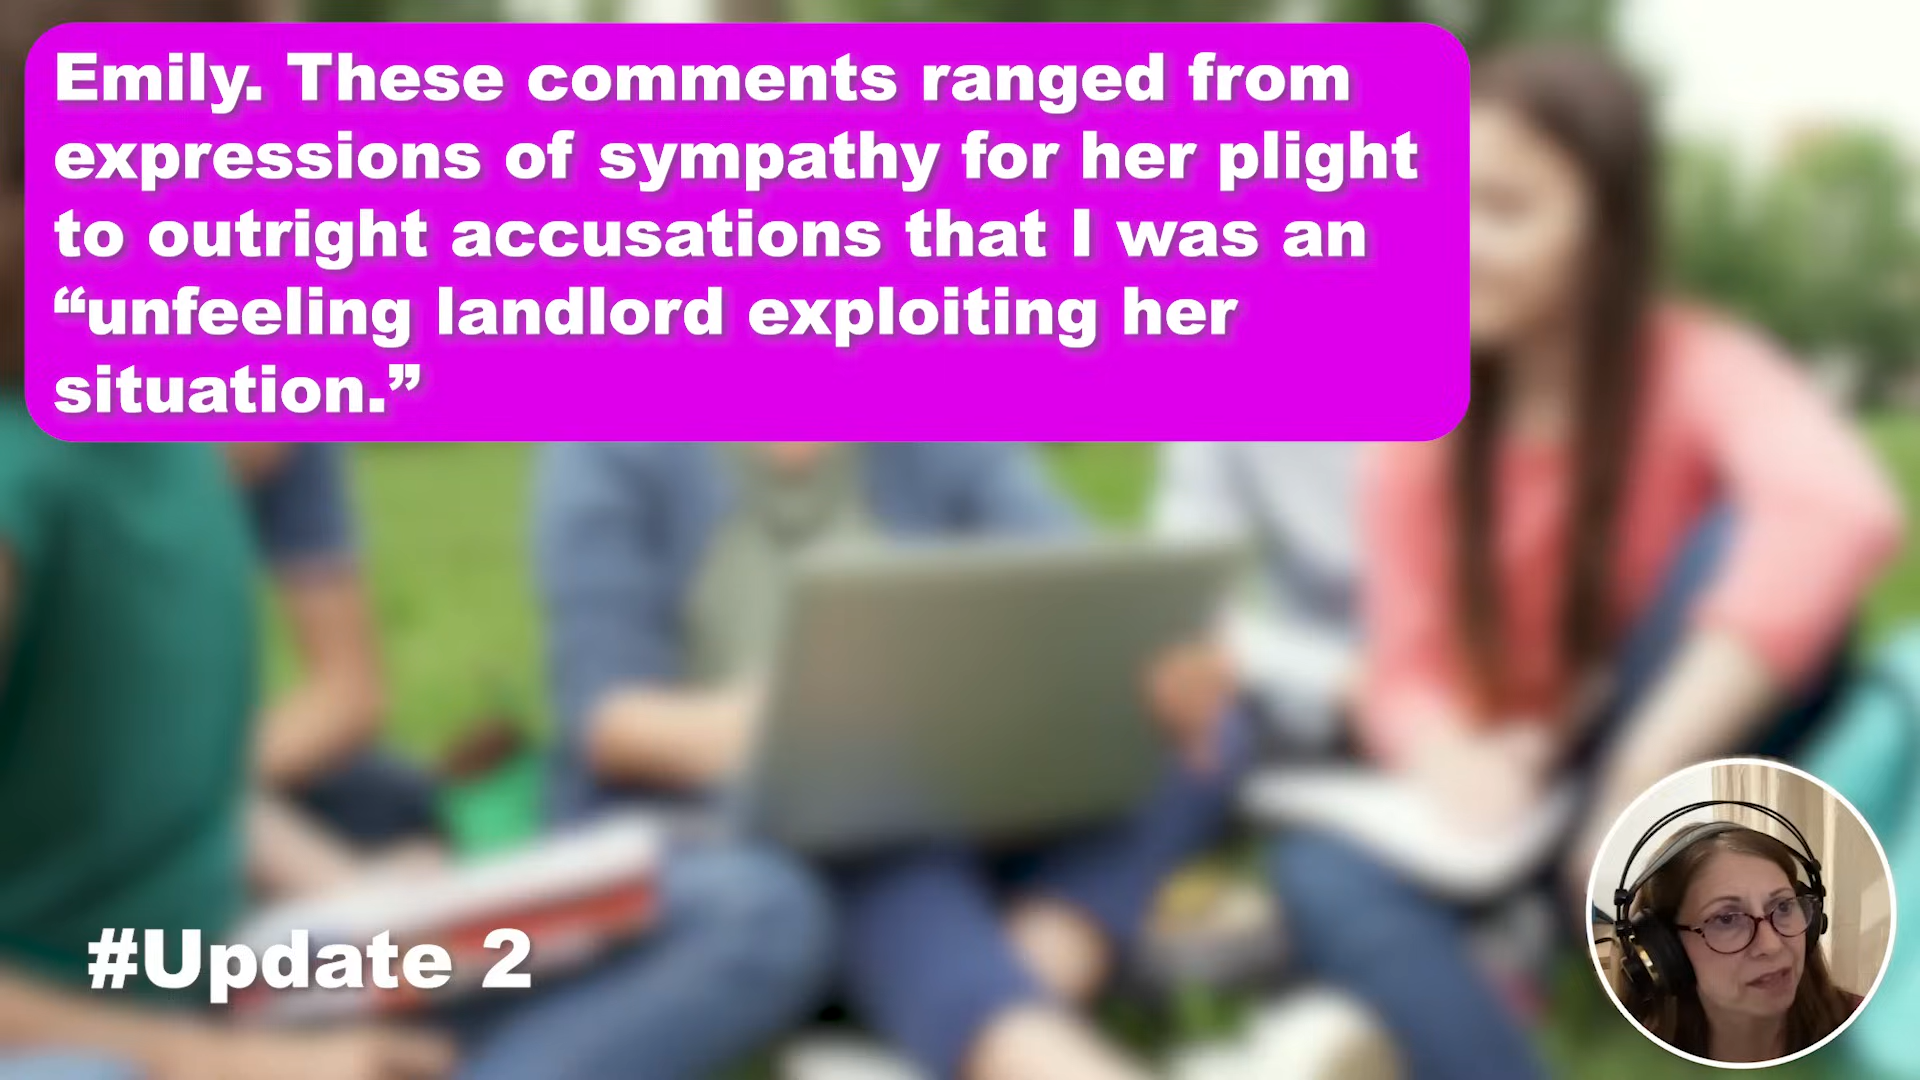 Emily. These comments ranged from
expressions of sympathy for her plight
to outright accusations that I was an
“unfeeling landlord exploiting her
situation.”
#Update 2